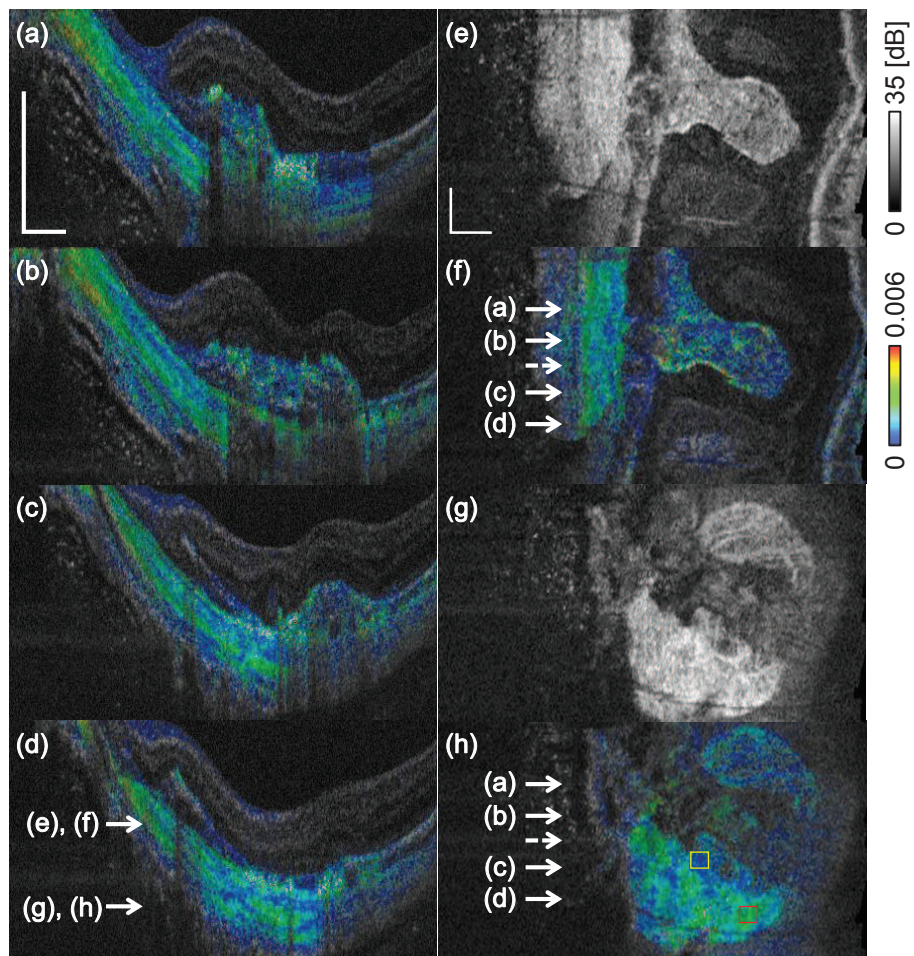 (a)
(e)
35 [dB]
0
(b)
(f)
(a)
(b)
(c)
(d)
0.006
0
(c)
(g)
(d)
(e), (f)
(g), (h)
(h)
(a)
(b)
(c)
(d)